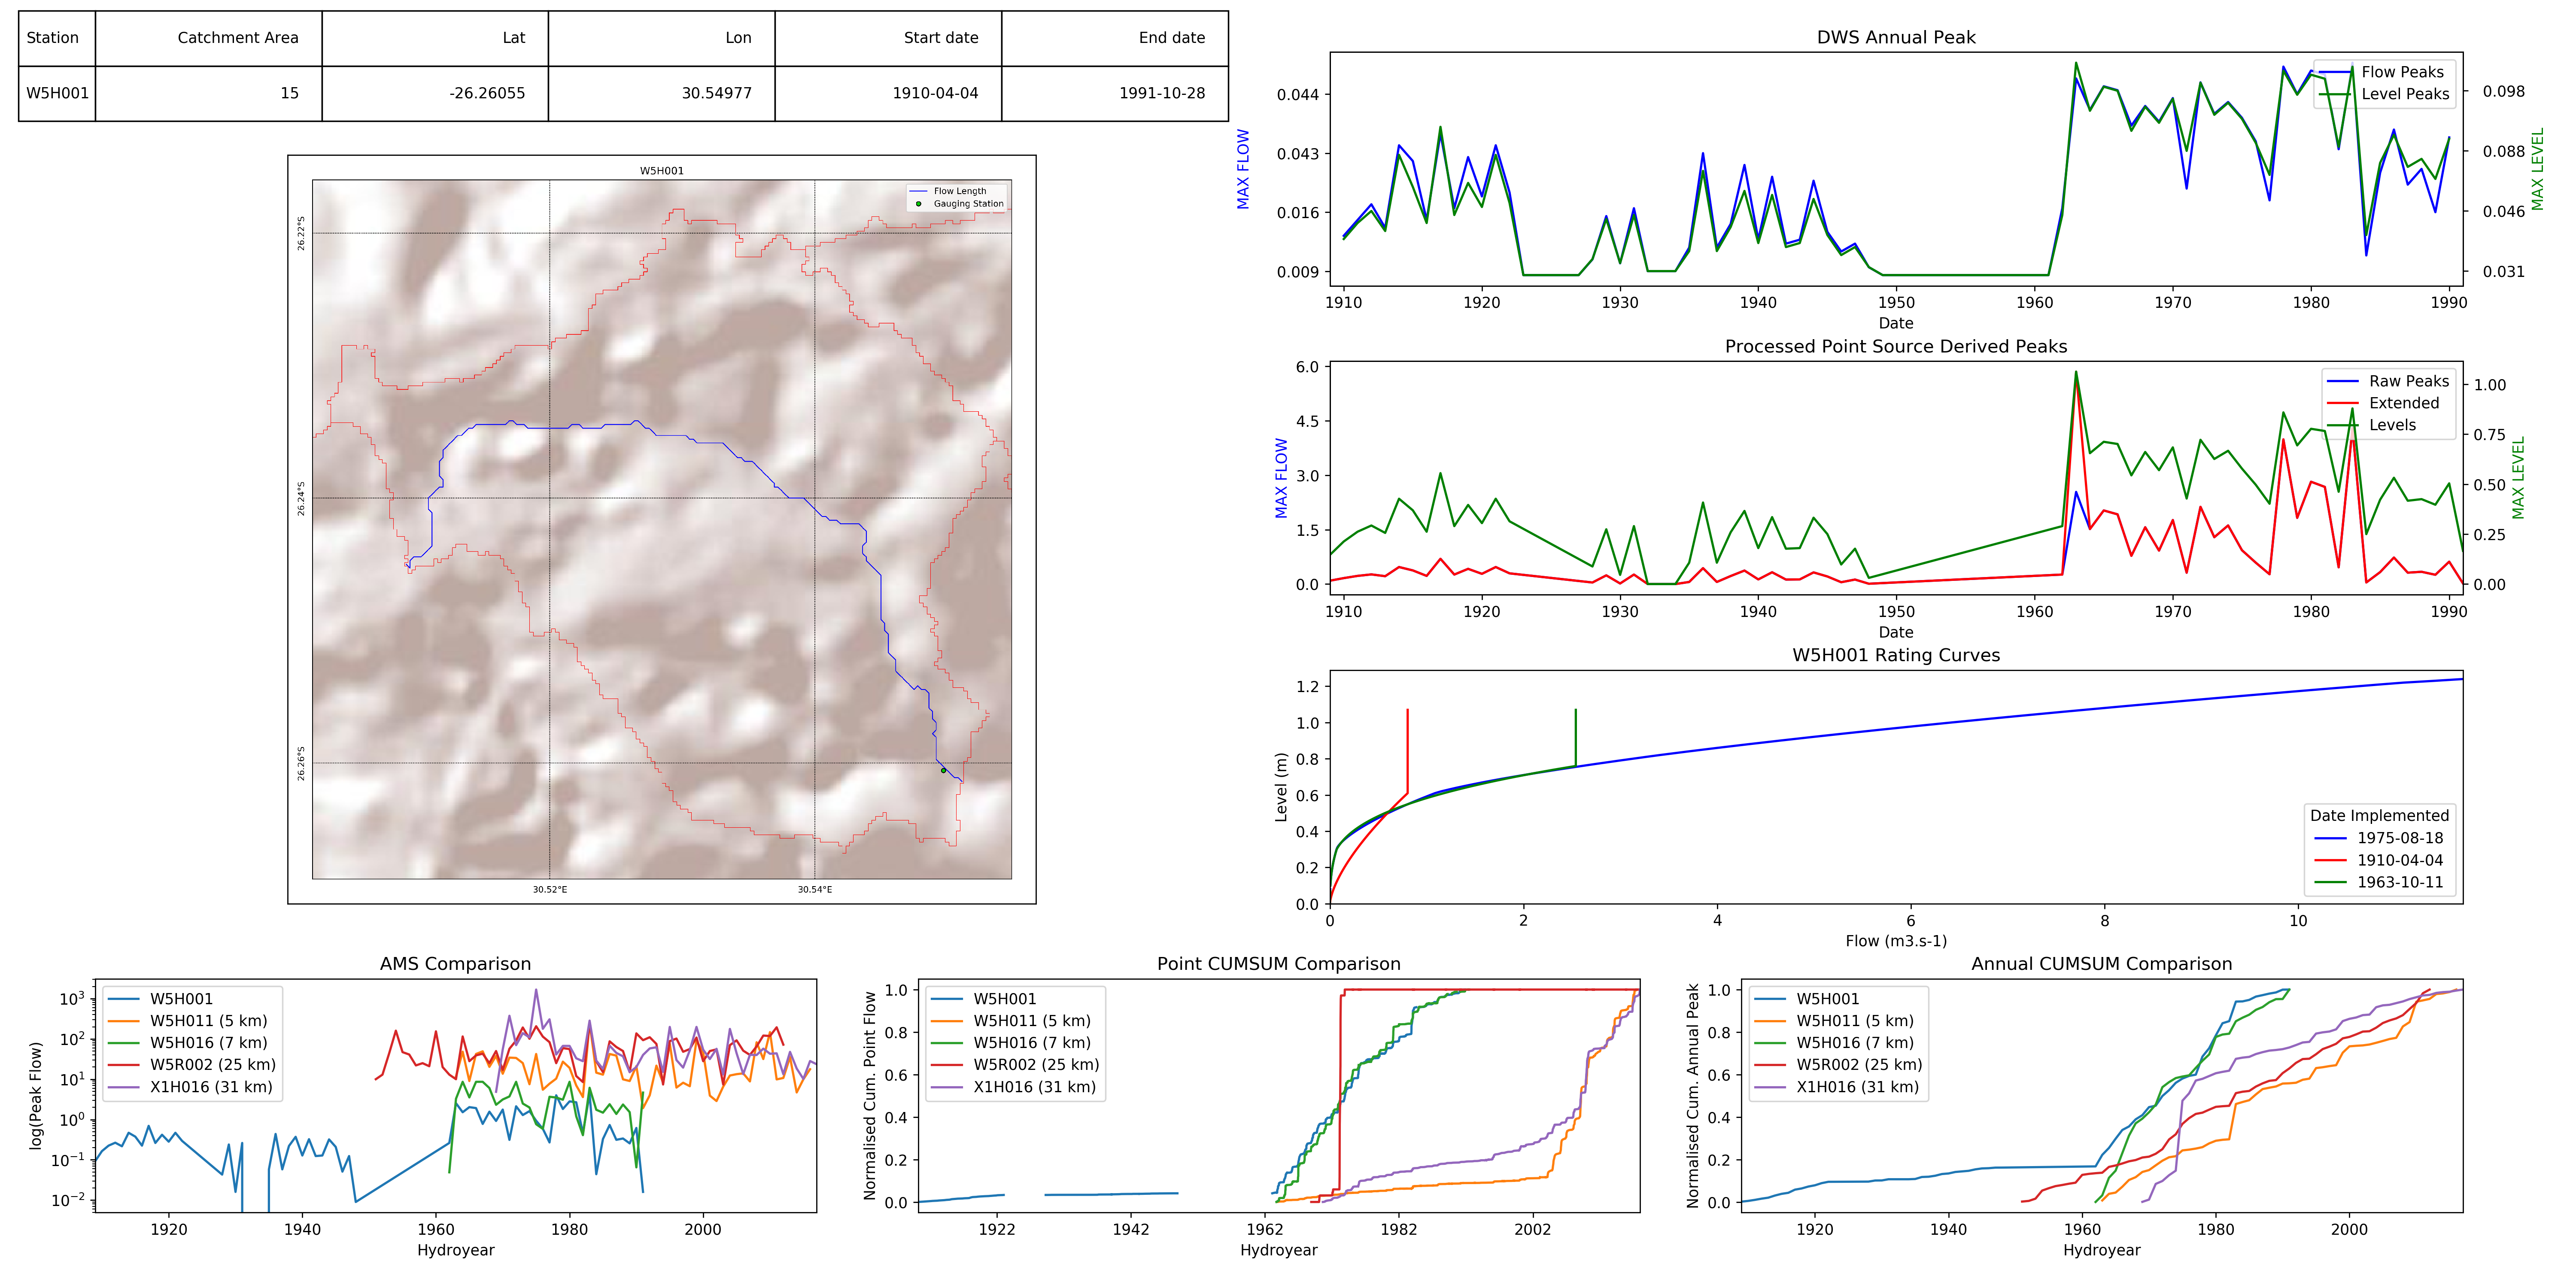 Station Catchment Area Lat Lon Start date End date
W5H001 15 -26.26055 30.54977 1910-04-04 1991-10-28
W5H001
Flow Length
Gauging Station
26.22°S
26.24°S
26.26°S
30.52°E 30.54°E
DWS Annual Peak
Flow Peaks
Level Peaks
MAX FLOW
0.044
0.043
0.016
0.009
MAX LEVEL
0.098
0.088
0.046
0.031
1910 1920 1930 1940 1950 1960 1970 1980 1990
Date
Processed Point Source Derived Peaks
Raw Peaks
Extended
Levels
MAX FLOW
6.0
4.5
3.0
1.5
0.0
MAX LEVEL
1.00
0.75
0.50
0.25
0.00
1910 1920 1930 1940 1950 1960 1970 1980 1990
Date
W5H001 Rating Curves
Level (m)
1.2
1.0
0.8
0.6
0.4
0.2
0.0
Date Implemented
1975-08-18
1910-04-04
1963-10-11
0 2 4 6 8 10
Flow (m3.s-1)
AMS Comparison
log(Peak Flow)
10³
10²
10¹
10⁰
10⁻¹
10⁻²
W5H001
W5H011 (5 km)
W5H016 (7 km)
W5R002 (25 km)
X1H016 (31 km)
1920 1940 1960 1980 2000
Hydroyear
Point CUMSUM Comparison
Normalised Cum. Point Flow
1.0
0.8
0.6
0.4
0.2
0.0
W5H001
W5H011 (5 km)
W5H016 (7 km)
W5R002 (25 km)
X1H016 (31 km)
1922 1942 1962 1982 2002
Hydroyear
Annual CUMSUM Comparison
Normalised Cum. Annual Peak
1.0
0.8
0.6
0.4
0.2
0.0
W5H001
W5H011 (5 km)
W5H016 (7 km)
W5R002 (25 km)
X1H016 (31 km)
1920 1940 1960 1980 2000
Hydroyear